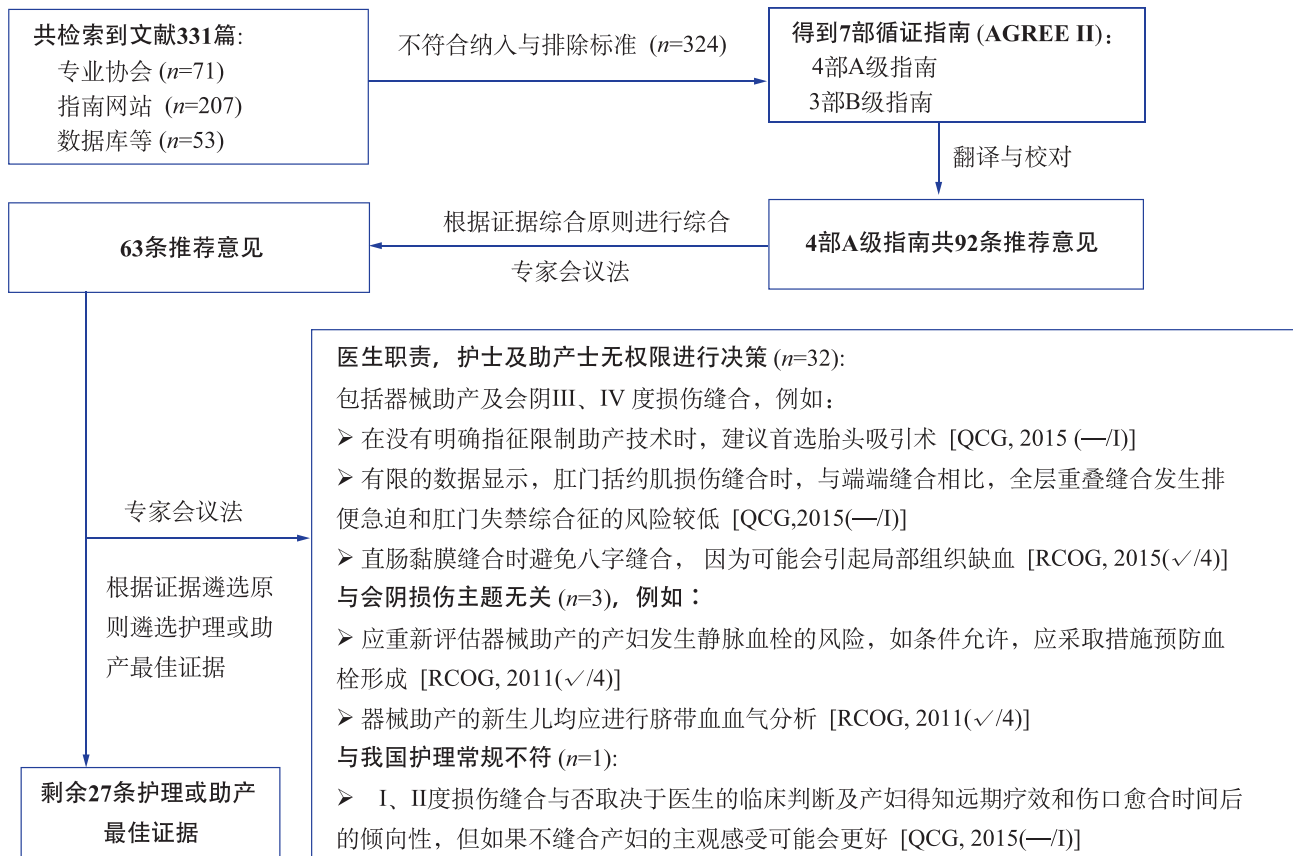 共检索到文献331篇:
专业协会 (n=71)
指南网站 (n=207)
数据库等 (n=53)
不符合纳入与排除标准 (n=324)
得到7部循证指南 (AGREE II):
4部A级指南
3部B级指南
翻译与校对
4部A级指南共92条推荐意见
根据证据综合原则进行综合
专家会议法
63条推荐意见
专家会议法
根据证据遴选原
则遴选护理或助
产最佳证据
医生职责，护士及助产士无权限进行决策 (n=32):
包括器械助产及会阴III、IV 度损伤缝合，例如:
➢ 在没有明确指征限制助产技术时，建议首选胎头吸引术 [QCG, 2015 (—/I)]
➢ 有限的数据显示，肛门括约肌损伤缝合时，与端端缝合相比，全层重叠缝合发生排
便急迫和肛门失禁综合征的风险较低 [QCG,2015(—/I)]
➢ 直肠黏膜缝合时避免八字缝合， 因为可能会引起局部组织缺血 [RCOG, 2015(✓/4)]
与会阴损伤主题无关 (n=3)，例如：
➢ 应重新评估器械助产的产妇发生静脉血栓的风险，如条件允许，应采取措施预防血
栓形成 [RCOG, 2011(✓/4)]
➢ 器械助产的新生儿均应进行脐带血血气分析 [RCOG, 2011(✓/4)]
与我国护理常规不符 (n=1):
➢ I、II度损伤缝合与否取决于医生的临床判断及产妇得知远期疗效和伤口愈合时间后
的倾向性，但如果不缝合产妇的主观感受可能会更好 [QCG, 2015(—/I)]
剩余27条护理或助产
最佳证据